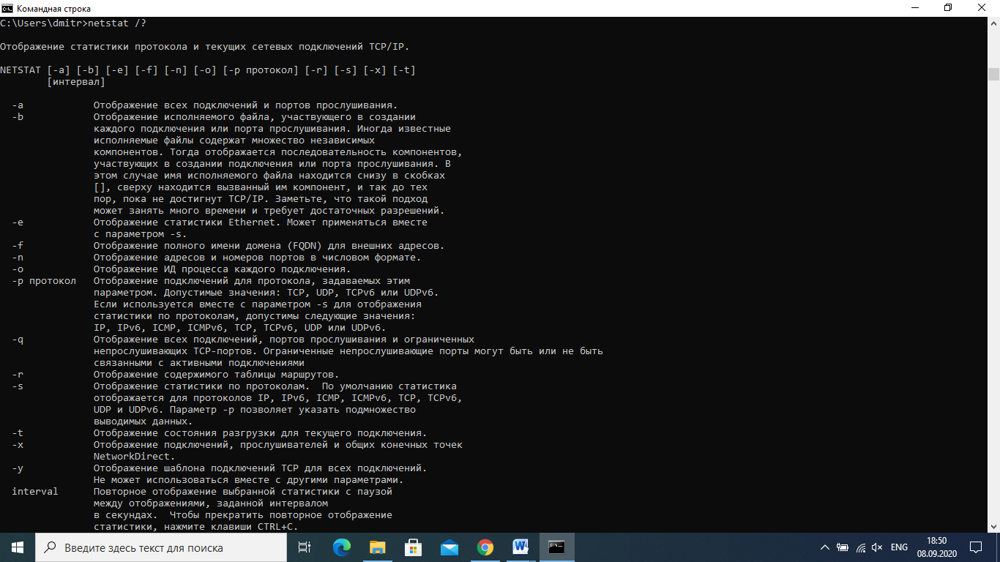 Командная строка
C:\Users\dmitr>netstat /?
Отображение статистики протокола и текущих сетевых подключений TCP/IP.
NETSTAT [-a] [-b] [-e] [-f] [-n] [-o] [-p протокол] [-r] [-s] [-x] [-t]
[интервал]
-a Отображение всех подключений и портов прослушивания.
-b Отображение исполняемого файла, участвующего в создании
каждого подключения или порта прослушивания. Иногда известные
исполняемые файлы содержат множество независимых
компонентов. Тогда отображается последовательность компонентов,
участвующих в создании подключения или порта прослушивания. В
этом случае имя исполняемого файла находится снизу в скобках
[], сверху находится вызванный им компонент, и так до тех
пор, пока не достигнут TCP/IP. Заметьте, что такой подход
может занять много времени и требует достаточных разрешений.
-e Отображение статистики Ethernet. Может применяться вместе
с параметром -s.
-f Отображение полного имени домена (FQDN) для внешних адресов.
-n Отображение адресов и номеров портов в числовом формате.
-o Отображение ИД процесса каждого подключения.
-p протокол Отображение подключений для протокола, задаваемых этим
параметром. Допустимые значения: TCP, UDP, TCPv6 или UDPv6.
Если используется вместе с параметром -s для отображения
статистики по протоколам, допустимы следующие значения:
IP, IPv6, ICMP, ICMPv6, TCP, TCPv6, UDP или UDPv6.
-q Отображение всех подключений, портов прослушивания и ограниченных
непрослушивающих TCP-портов. Ограниченные непрослушивающие порты могут быть или не быть
связанными с активными подключениями
-r Отображение содержимого таблицы маршрутов.
-s Отображение статистики по протоколам.  По умолчанию статистика
отображается для протоколов IP, IPv6, ICMP, ICMPv6, TCP, TCPv6,
UDP и UDPv6. Параметр -p позволяет указать подмножество
выводимых данных.
-t Отображение состояния разгрузки для текущего подключения.
-x Отображение подключений, прослушивателей и общих конечных точек
NetworkDirect.
-y Отображение шаблона подключений TCP для всех подключений.
Не может использоваться вместе с другими параметрами.
interval Повторное отображение выбранной статистики с паузой
между отображениями, заданной интервалом
в секундах.  Чтобы прекратить повторное отображение
статистики, нажмите клавиши CTRL+C.
Введите здесь текст для поиска
ENG
18:50
08.09.2020